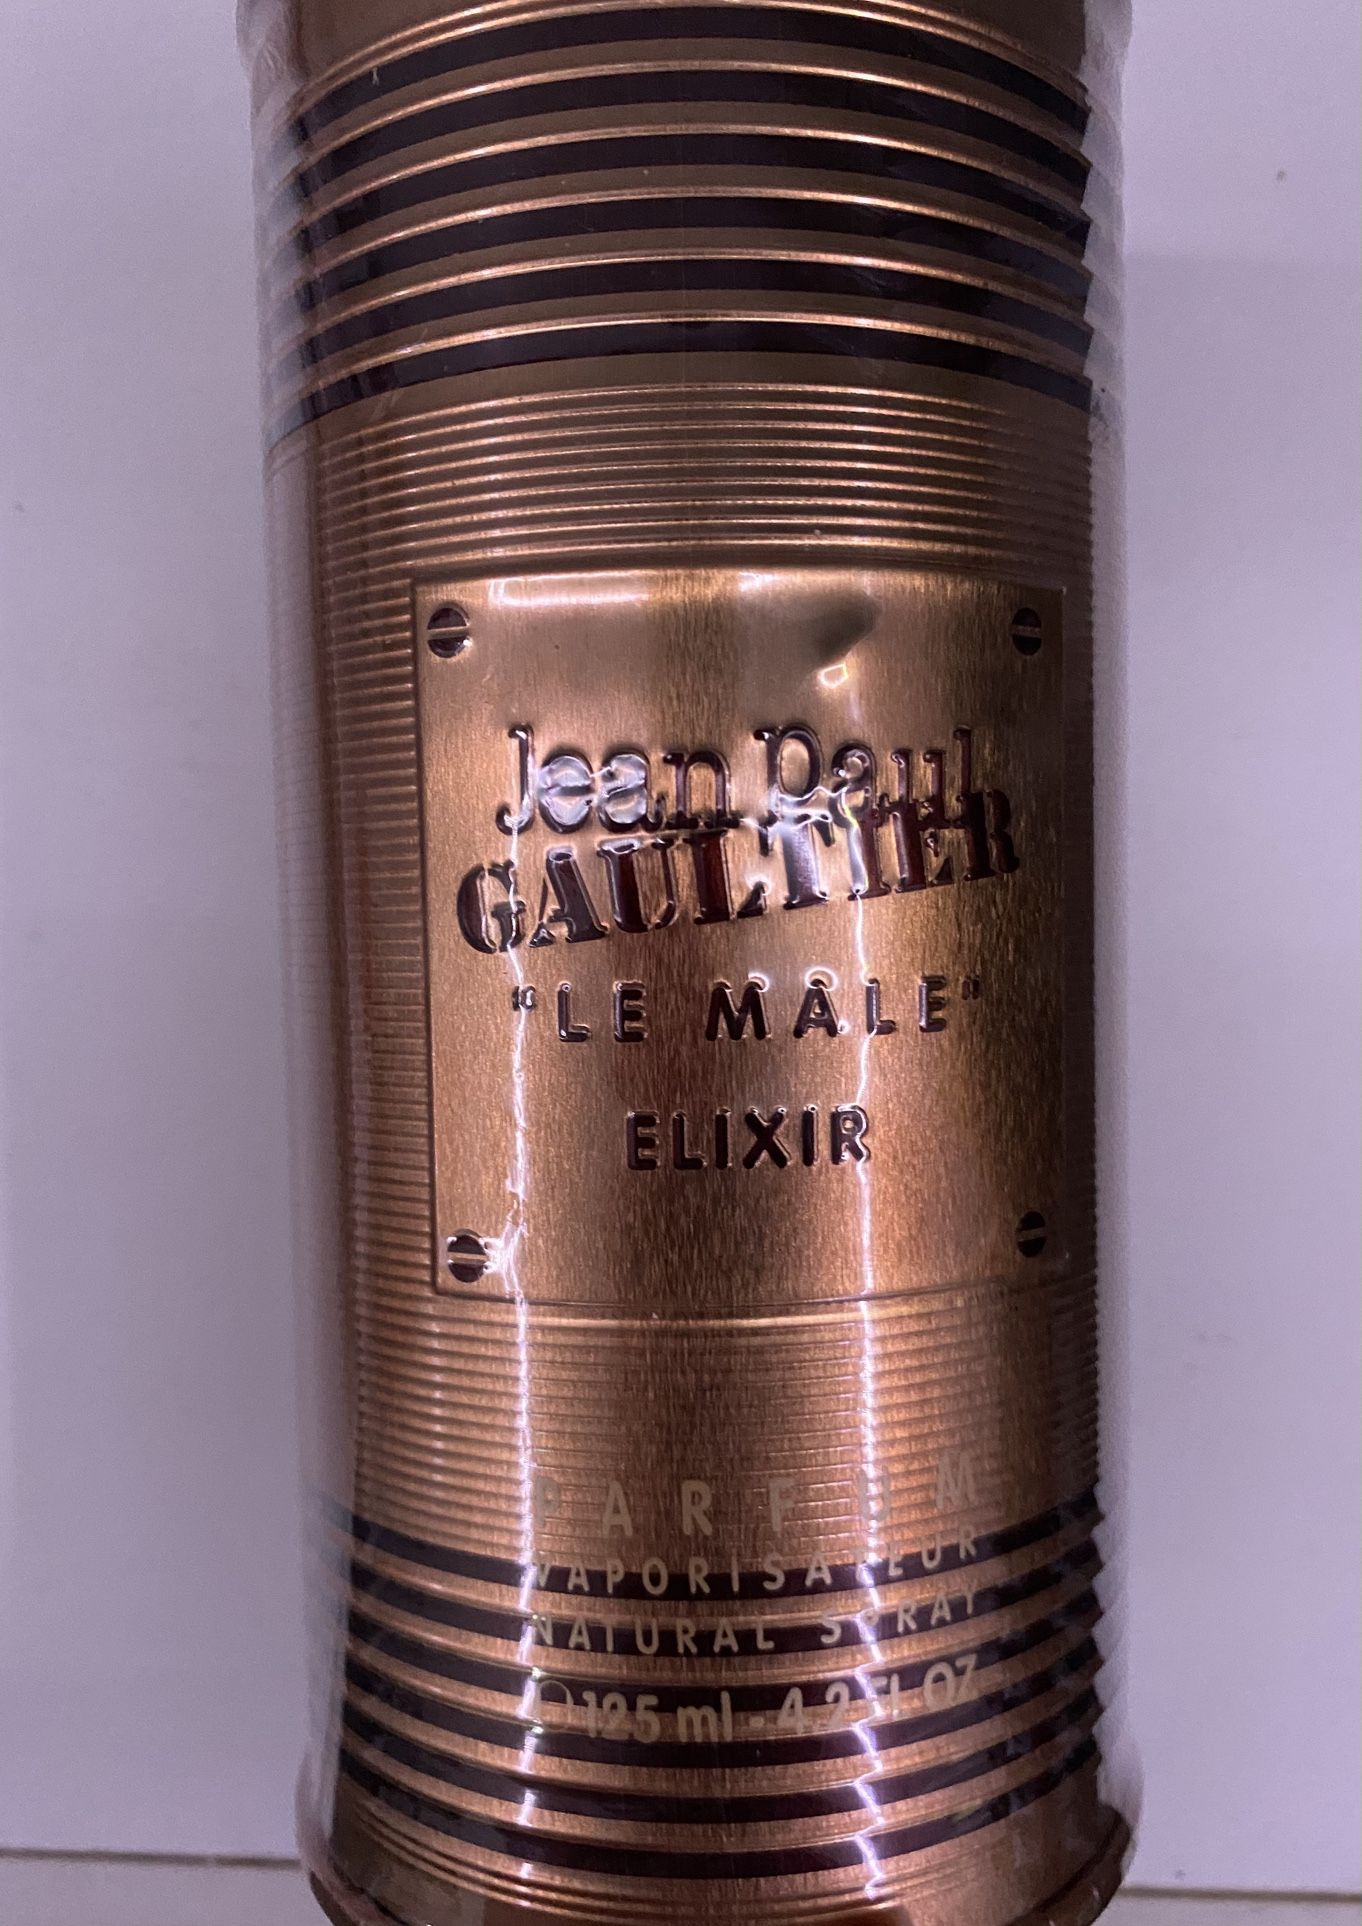 Jean Paul
GAULTIER
"LE MALE"
ELIXIR
PARFUM
VAPORISATEUR
NATURAL SPRAY
℮ 125 ml - 4.2 Fl OZ